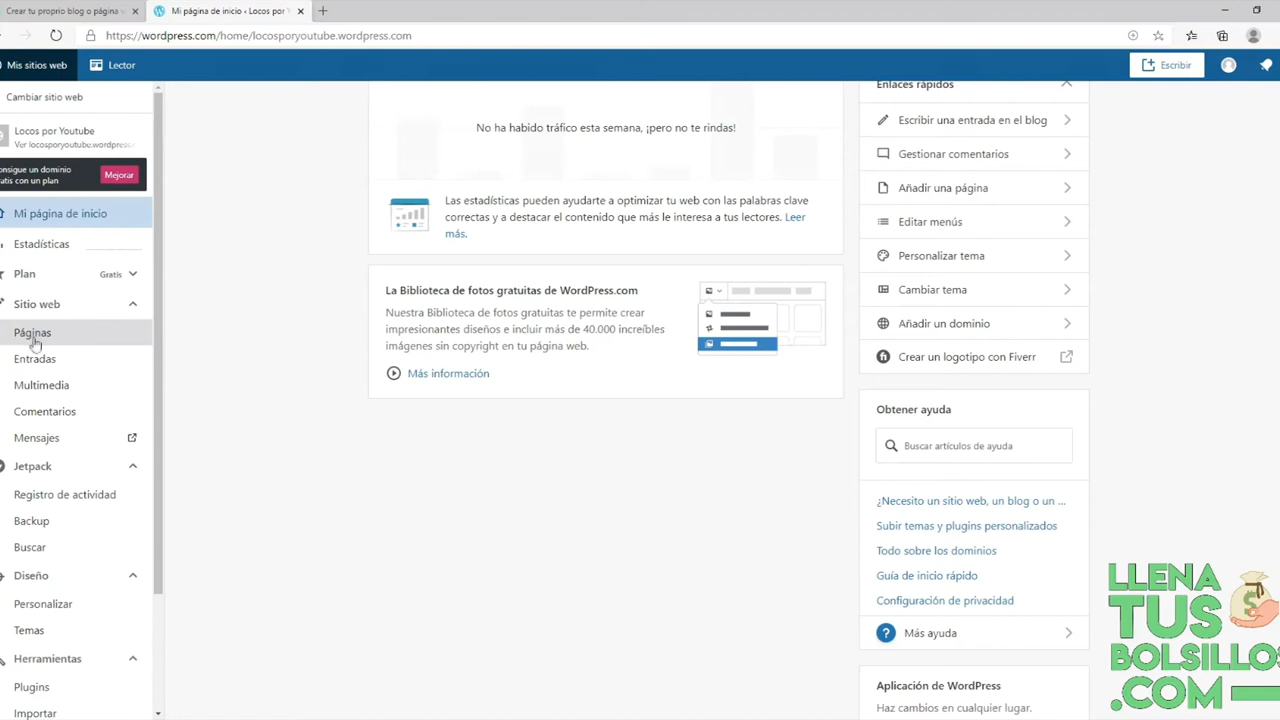 Crear tu propio blog o página v
Mi página de inicio ‹ Locos por Y
https://wordpress.com/home/locosporyoutube.wordpress.com
Mis sitios web
Lector
Escribir
Cambiar sitio web
Locos por Youtube
Ver locosporyoutube.wordpress.
onsigue un dominio
ratis con un plan
Mejorar
Mi página de inicio
Estadísticas
Plan
Gratis
Sitio web
Páginas
Entradas
Multimedia
Comentarios
Mensajes
Jetpack
Registro de actividad
Backup
Buscar
Diseño
Personalizar
Temas
Herramientas
Plugins
Importar
No ha habido tráfico esta semana, ¡pero no te rindas!
Las estadísticas pueden ayudarte a optimizar tu web con las palabras clave
correctas y a destacar el contenido que más le interesa a tus lectores. Leer
más.
La Biblioteca de fotos gratuitas de WordPress.com
Nuestra Biblioteca de fotos gratuitas te permite crear
impresionantes diseños e incluir más de 40.000 increíbles
imágenes sin copyright en tu página web.
Más información
Enlaces rápidos
Escribir una entrada en el blog
Gestionar comentarios
Añadir una página
Editar menús
Personalizar tema
Cambiar tema
Añadir un dominio
Crear un logotipo con Fiverr
Obtener ayuda
Buscar artículos de ayuda
¿Necesito un sitio web, un blog o un ...
Subir temas y plugins personalizados
Todo sobre los dominios
Guía de inicio rápido
Configuración de privacidad
Más ayuda
Aplicación de WordPress
Haz cambios en cualquier lugar.
LLENA
TUS
BOLSILLOS
.COM